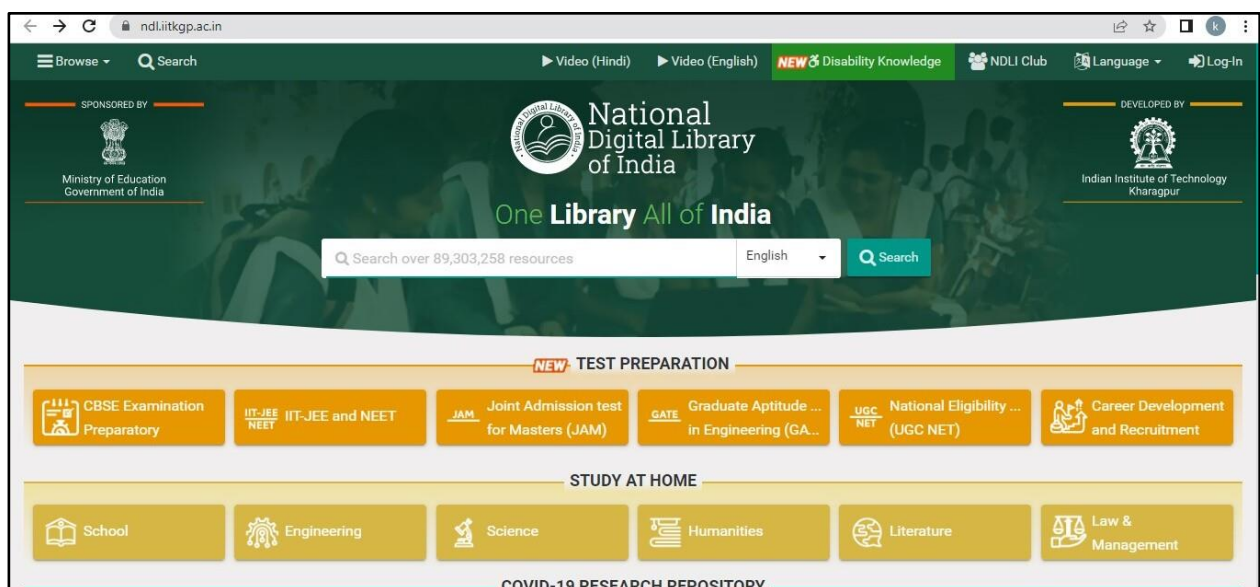 ndl.iitkgp.ac.in
k
Browse
Search
Video (Hindi)
Video (English)
NEW Disability Knowledge
NDLI Club
Language
Log-In
SPONSORED BY
Ministry of Education
Government of India
National Digital Library of India
National
Digital Library
of India
DEVELOPED BY
Indian Institute of Technology
Kharagpur
One Library All of India
Search over 89,303,258 resources
English
Search
NEW TEST PREPARATION
CBSE Examination
Preparatory
IIT-JEE
NEET
IIT-JEE and NEET
JAM
Joint Admission test
for Masters (JAM)
GATE
Graduate Aptitude ...
in Engineering (GA...
UGC
NET
National Eligibility ...
(UGC NET)
Career Development
and Recruitment
STUDY AT HOME
School
Engineering
Science
Humanities
Literature
Law &
Management
COVID-19 RESEARCH REPOSITORY